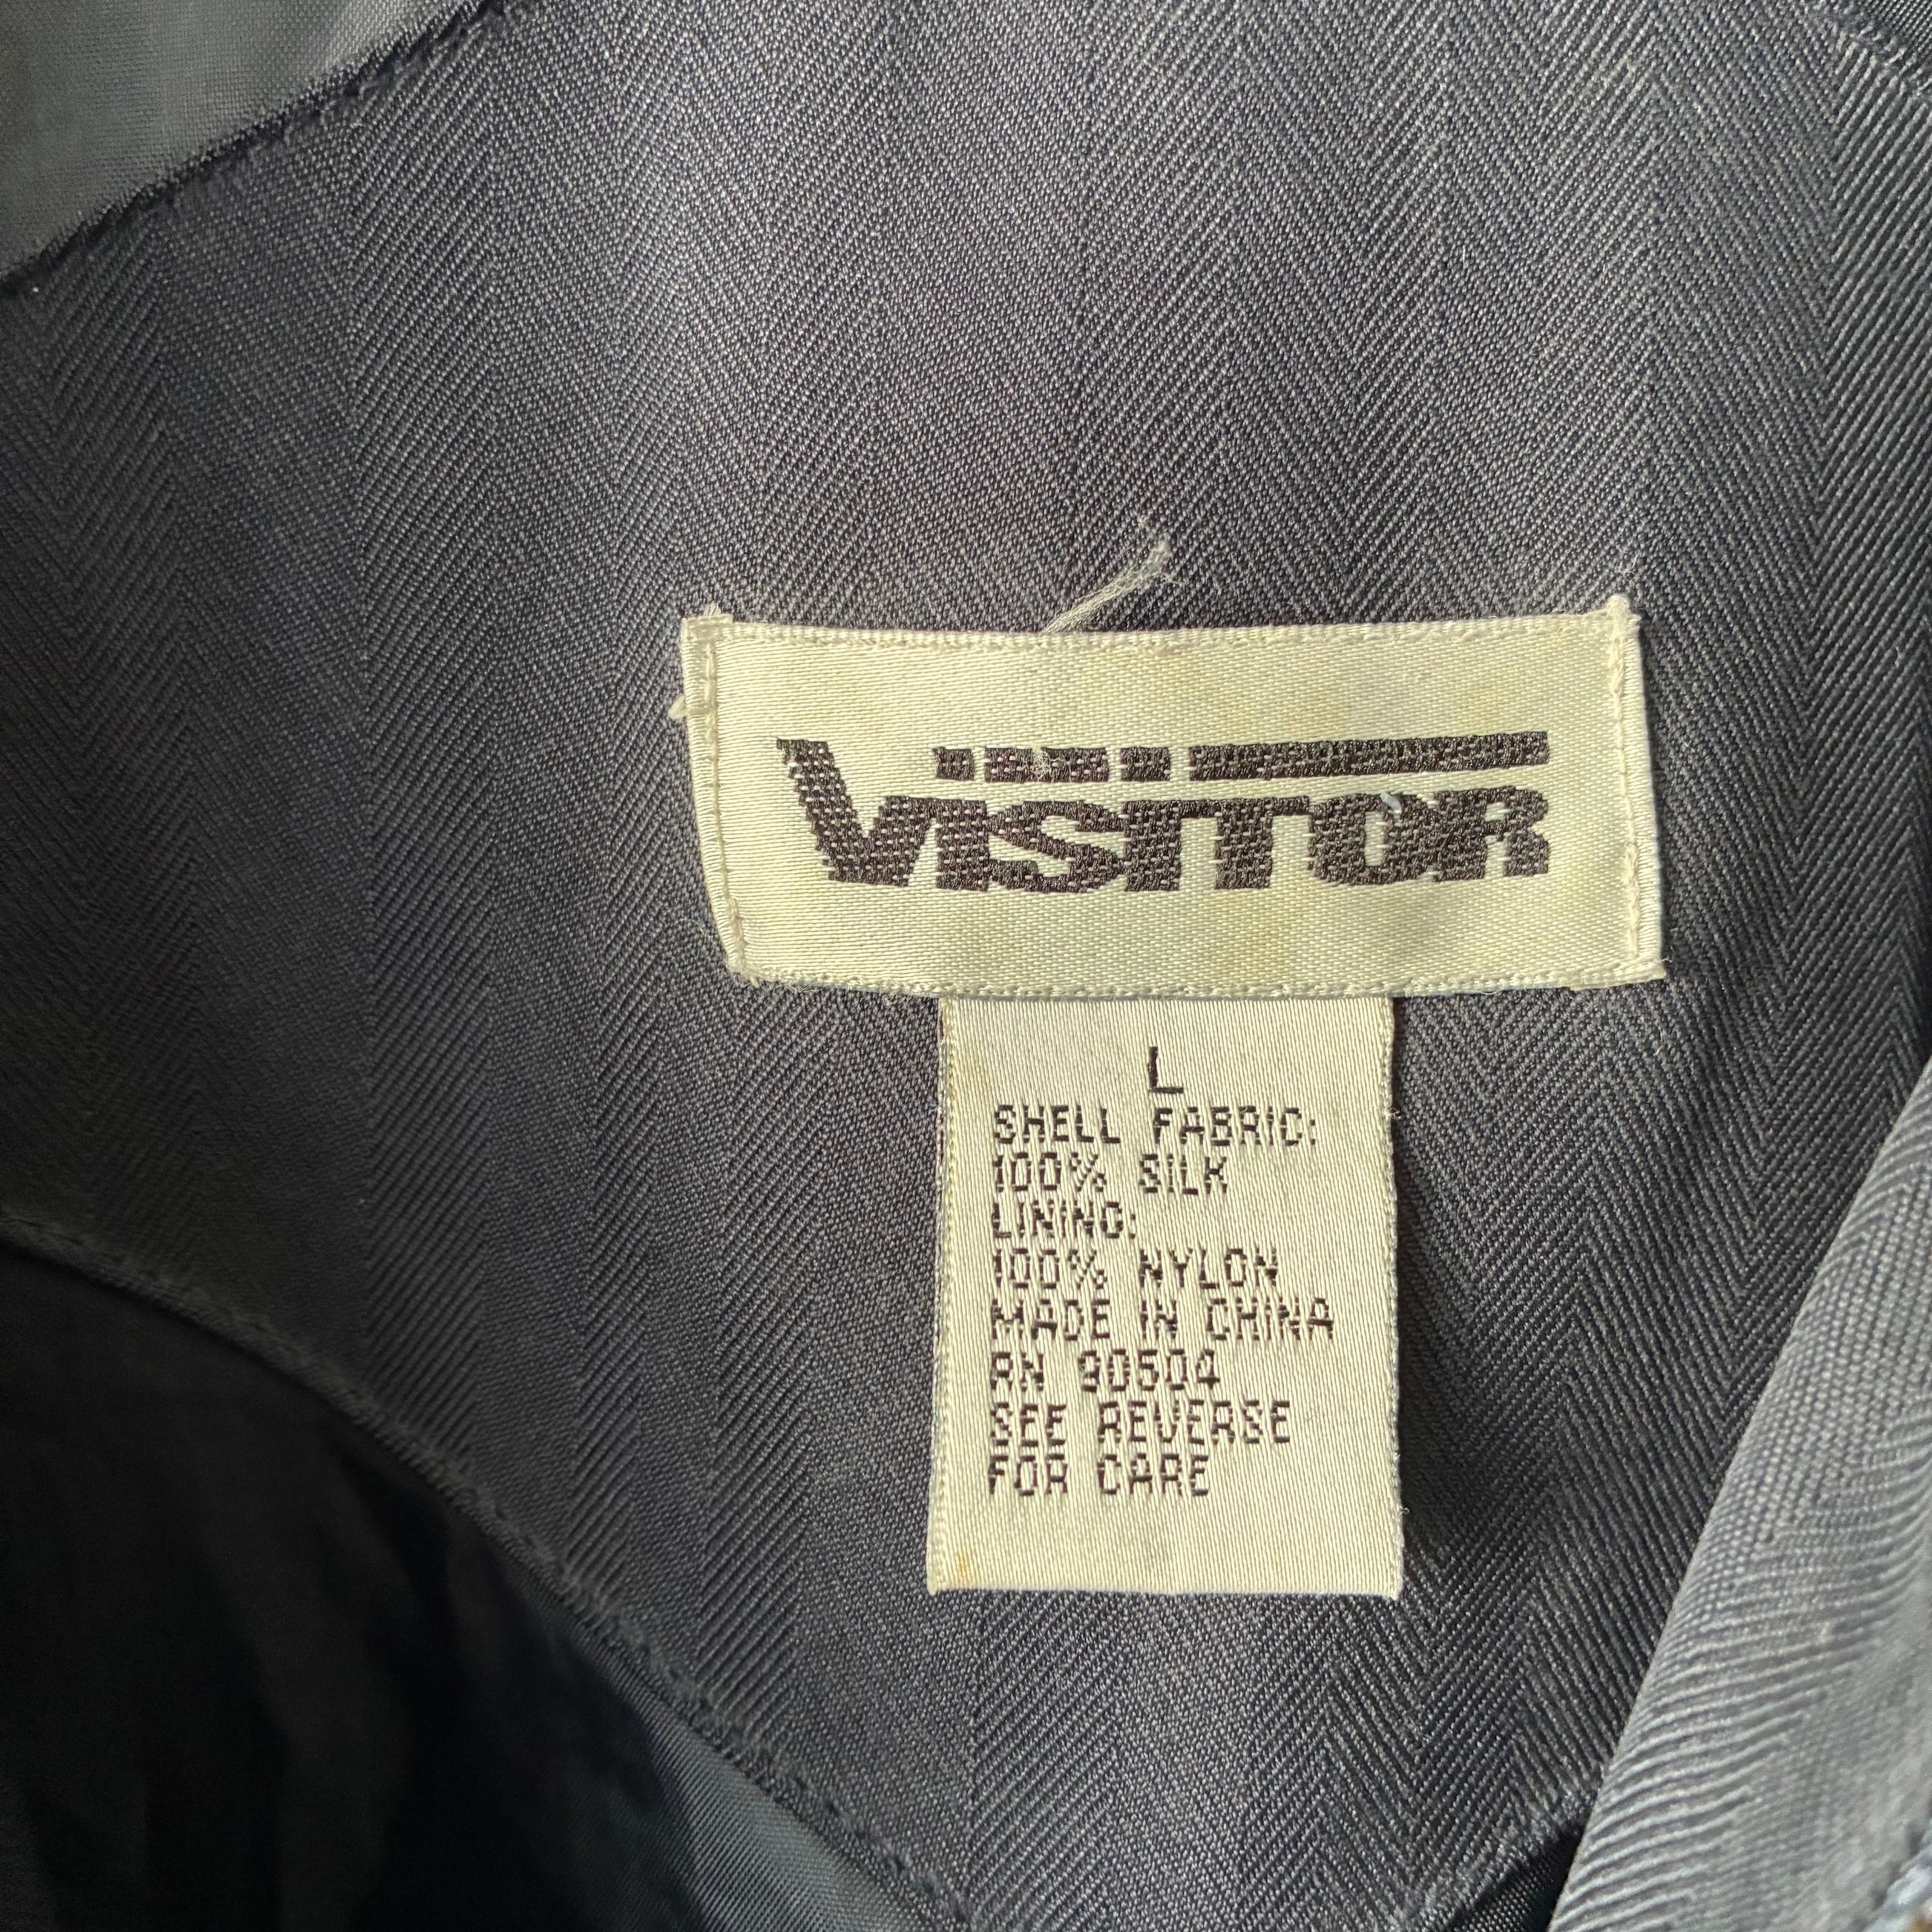 VISITOR
L
SHELL FABRIC:
100% SILK
LINING:
100% NYLON
MADE IN CHINA
RN 90504
SEE REVERSE
FOR CARE